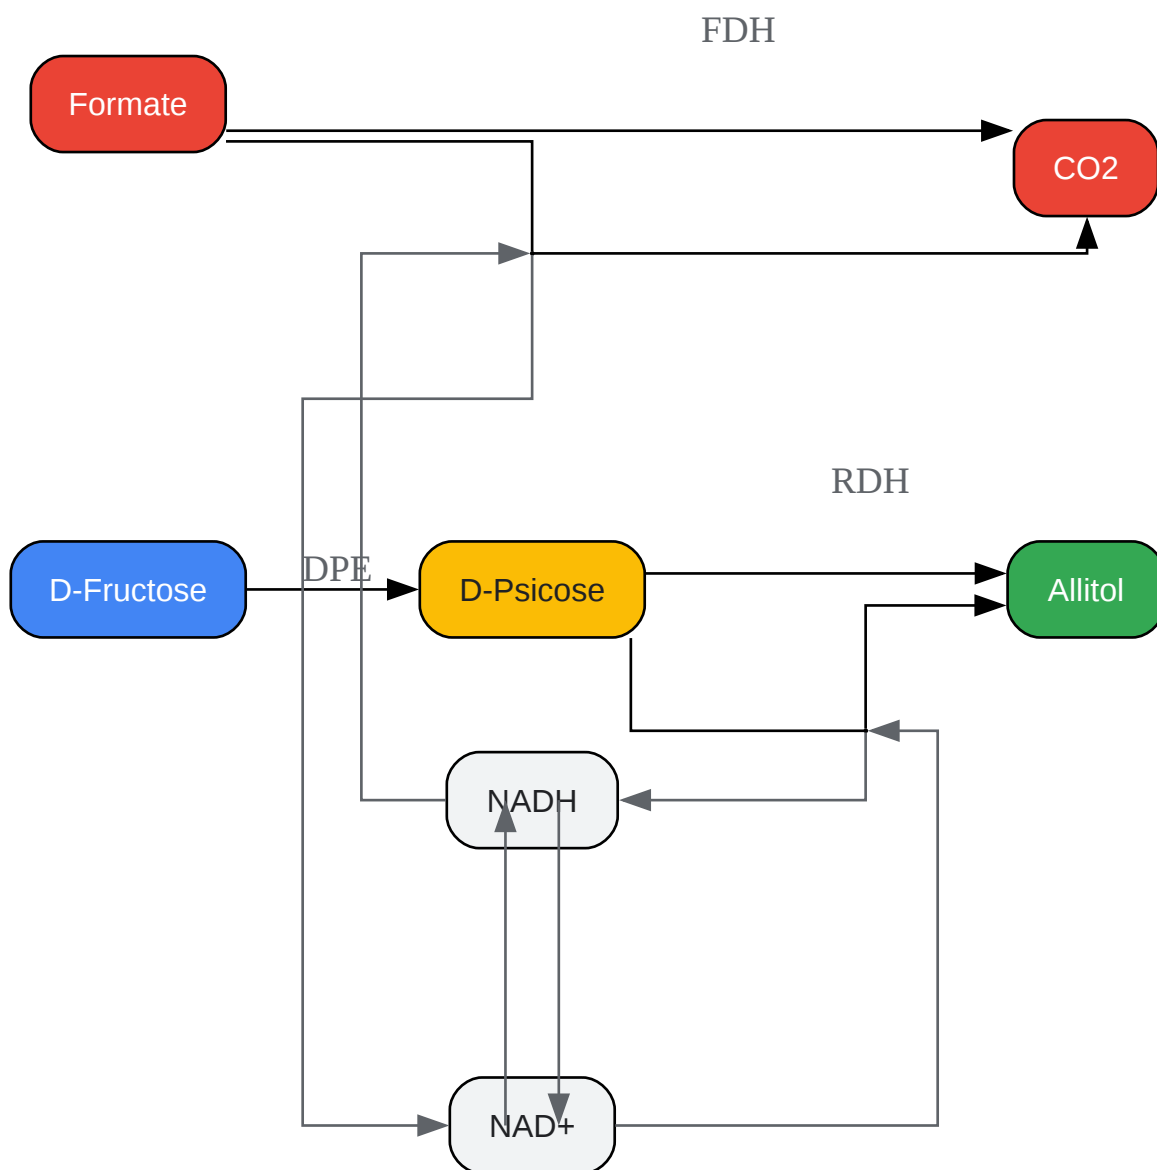 FDH
Formate
CO2
RDH
D-Fructose
DPE
D-Psicose
Allitol
NADH
NAD+